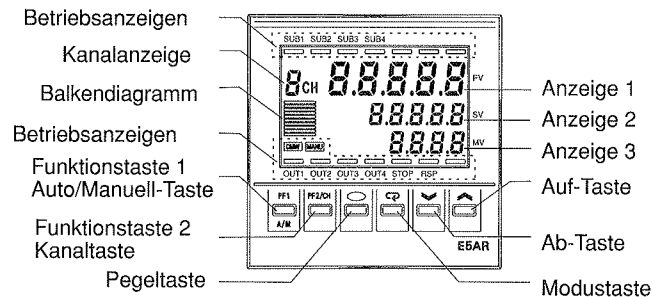 Betriebsanzeigen
Kanalanzeige
Balkendiagramm
Betriebsanzeigen
Funktionstaste 1
Auto/Manuell-Taste
Funktionstaste 2
Kanaltaste
Pegeltaste
SUB1 SUB2 SUB3 SUB4
8CH 8.8.8.8.8 PV
8.8.8.8.8 SV
8.8.8.8 MV
CMW MANU
OUT1 OUT2 OUT3 OUT4 STOP RSP
PF1 PF2/CH
A/M
E5AR
Anzeige 1
Anzeige 2
Anzeige 3
Auf-Taste
Ab-Taste
Modustaste